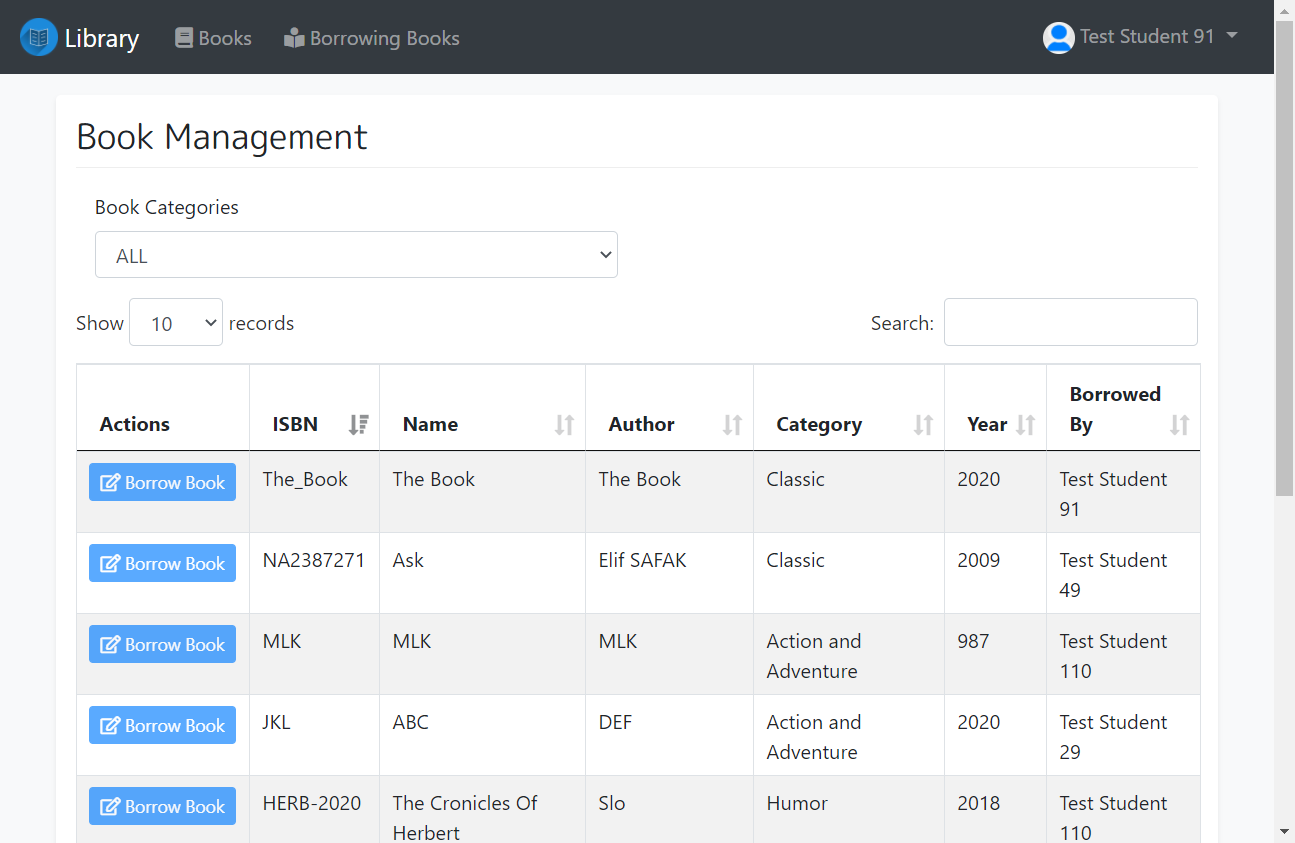 Library Books Borrowing Books Test Student 91
Book Management
Book Categories
ALL
Show 10 records Search:
Actions ISBN Name Author Category Year Borrowed
By
Borrow Book The_Book The Book The Book Classic 2020 Test Student
91
Borrow Book NA2387271 Ask Elif SAFAK Classic 2009 Test Student
49
Borrow Book MLK MLK MLK Action and 987 Test Student
Adventure 110
Borrow Book JKL ABC DEF Action and 2020 Test Student
Adventure 29
Borrow Book HERB-2020 The Cronicles Of Slo Humor 2018 Test Student
Herbert 110